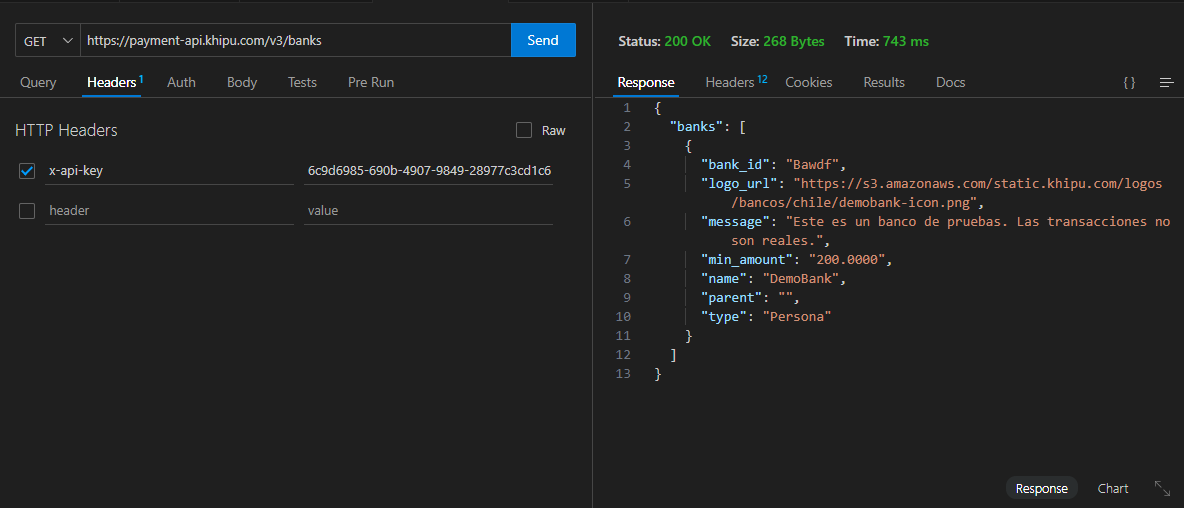 GET https://payment-api.khipu.com/v3/banks Send
Query Headers 1 Auth Body Tests Pre Run
HTTP Headers Raw
x-api-key 6c9d6985-690b-4907-9849-28977c3cd1c6
header value
Status: 200 OK Size: 268 Bytes Time: 743 ms
Response Headers 12 Cookies Results Docs { }
1 {
2 "banks": [
3 {
4 "bank_id": "Bawdf",
5 "logo_url": "https://s3.amazonaws.com/static.khipu.com/logos
/bancos/chile/demobank-icon.png",
6 "message": "Este es un banco de pruebas. Las transacciones no
son reales.",
7 "min_amount": "200.0000",
8 "name": "DemoBank",
9 "parent": "",
10 "type": "Persona"
11 }
12 ]
13 }
Response Chart